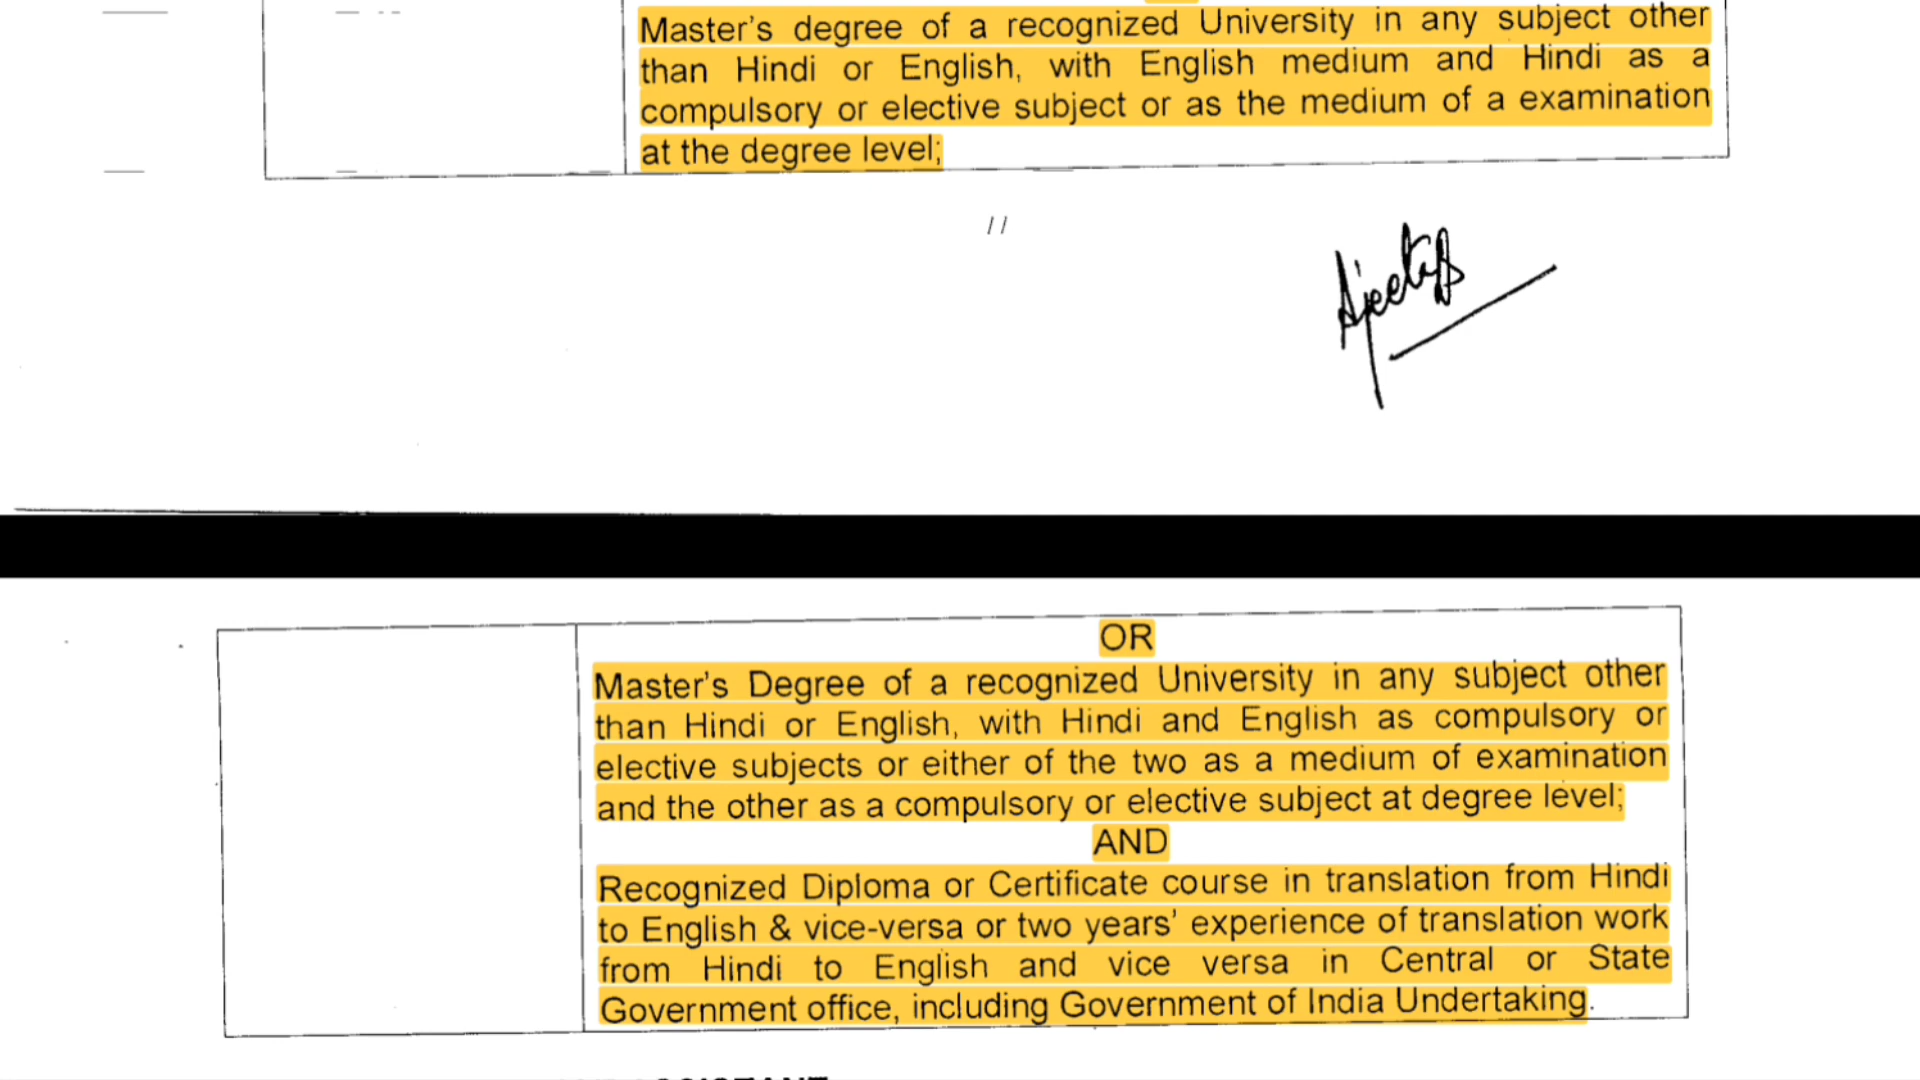 Master's degree of a recognized University in any subject other
than Hindi or English, with English medium and Hindi as a
compulsory or elective subject or as the medium of a examination
at the degree level;
//
OR
Master's Degree of a recognized University in any subject other
than Hindi or English, with Hindi and English as compulsory or
elective subjects or either of the two as a medium of examination
and the other as a compulsory or elective subject at degree level;
AND
Recognized Diploma or Certificate course in translation from Hindi
to English & vice-versa or two years' experience of translation work
from Hindi to English and vice versa in Central or State
Government office, including Government of India Undertaking.